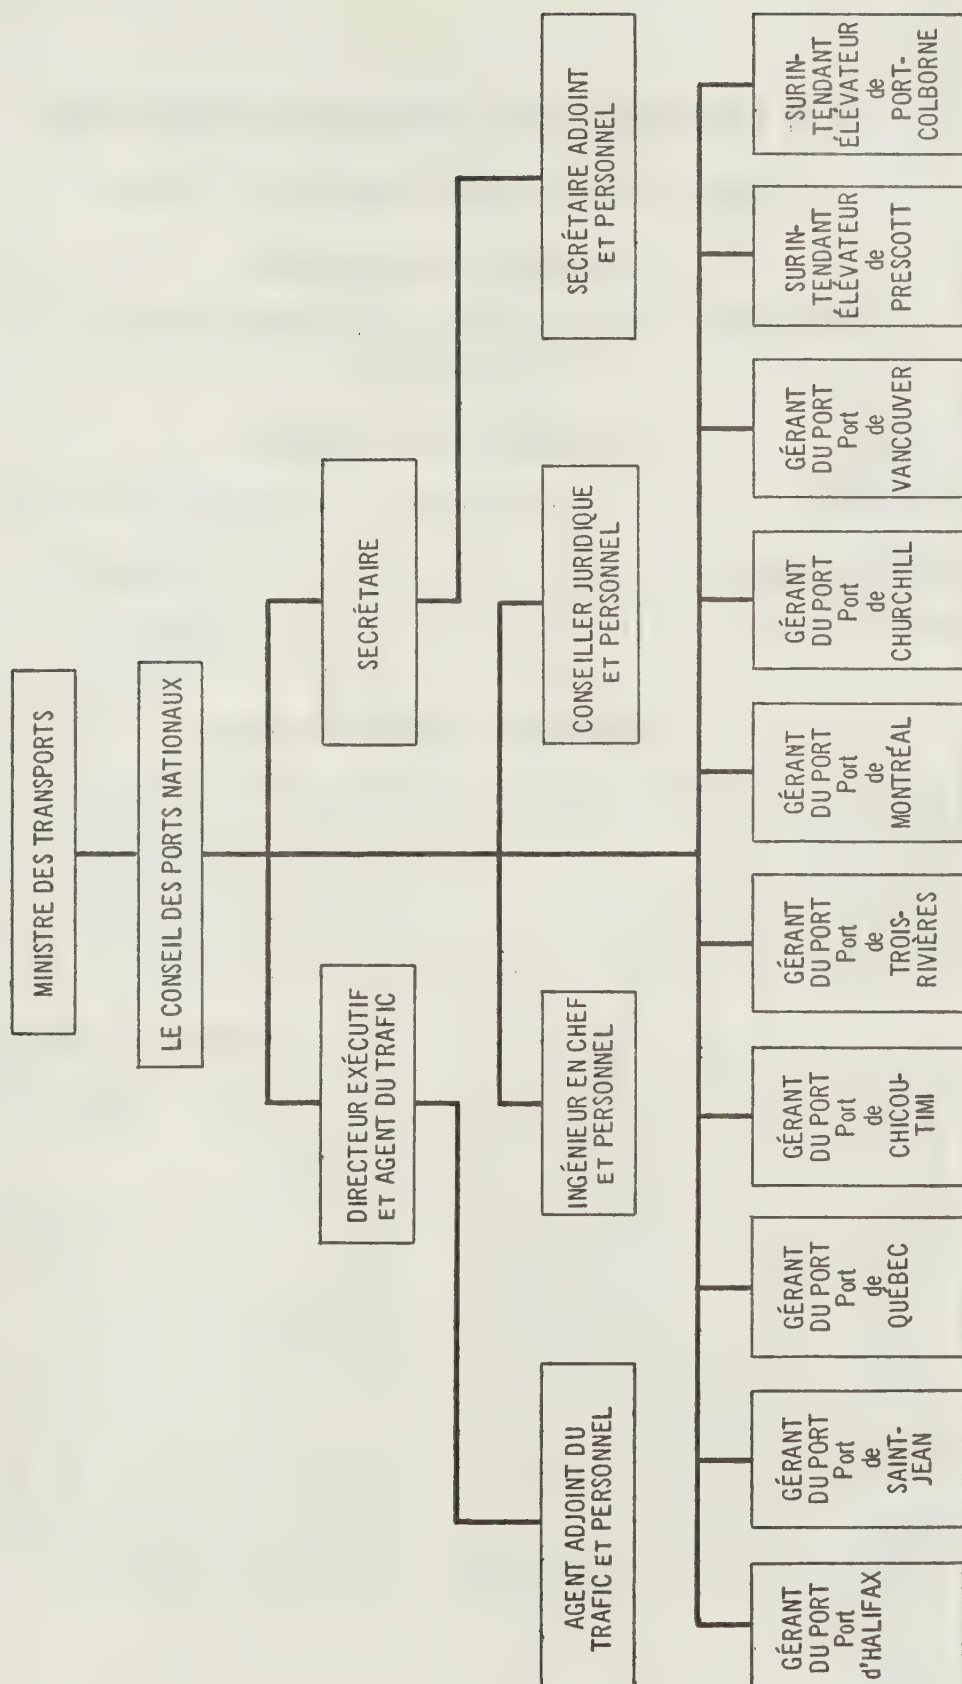 MINISTRE DES TRANSPORTS
LE CONSEIL DES PORTS NATIONAUX
DIRECTEUR EXÉCUTIF
ET AGENT DU TRAFIC
SECRÉTAIRE
AGENT ADJOINT DU
TRAFIC ET PERSONNEL
INGÉNIEUR EN CHEF
ET PERSONNEL
CONSEILLER JURIDIQUE
ET PERSONNEL
SECRÉTAIRE ADJOINT
ET PERSONNEL
GÉRANT
DU PORT
Port
d'HALIFAX
GÉRANT
DU PORT
Port
de
SAINT-
JEAN
GÉRANT
DU PORT
Port
de
QUÉBEC
GÉRANT
DU PORT
Port
de
CHICOU-
TIMI
GÉRANT
DU PORT
Port
de
TROIS-
RIVIÈRES
GÉRANT
DU PORT
Port
de
MONTRÉAL
GÉRANT
DU PORT
Port
de
CHURCHILL
GÉRANT
DU PORT
Port
de
VANCOUVER
SURIN-
TENDANT
ÉLÉVATEUR
de
PRESCOTT
SURIN-
TENDANT
ÉLÉVATEUR
de
PORT-
COLBORNE